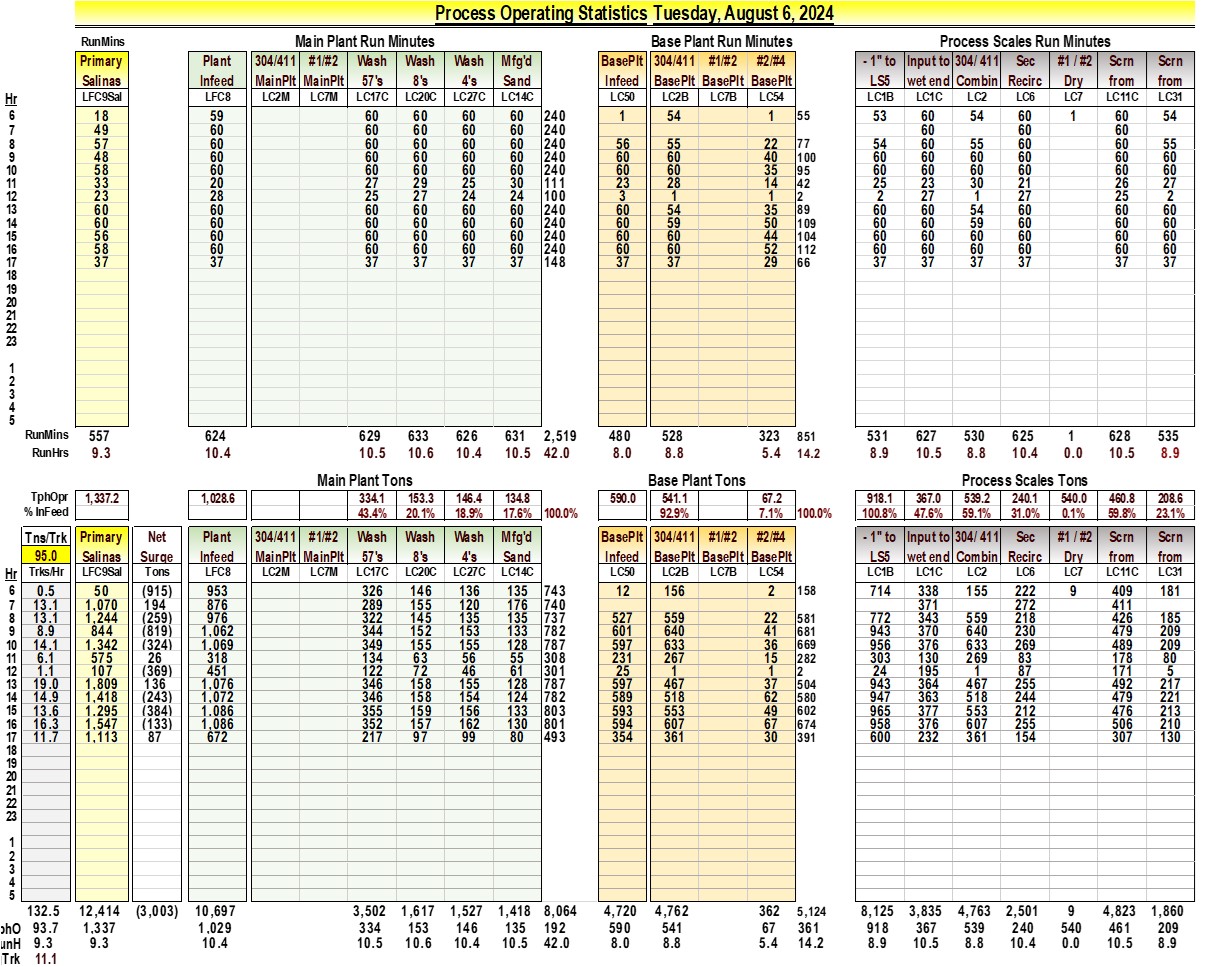 Process Operating Statistics Tuesday, August 6, 2024
RunMins Main Plant Run Minutes Base Plant Run Minutes Process Scales Run Minutes
Primary Plant 304/411 #1/#2 Wash Wash Wash Mfg'd BasePlt 304/411 #1/#2 #2/#4 - 1" to Input to 304/ 411 Sec #1 / #2 Scrn Scrn
Salinas Infeed MainPlt MainPlt 57's 8's 4's Sand Infeed BasePlt BasePlt BasePlt LS5 wet end Combin Recirc Dry from from
Hr LFC9Sal LFC8 LC2M LC7M LC17C LC20C LC27C LC14C LC50 LC2B LC7B LC54 LC1B LC1C LC2 LC6 LC7 LC11C LC31
6 18 59 60 60 60 60 240 1 54 1 55 53 60 54 60 1 60 54
7 49 60 60 60 60 60 240 60 60 60
8 57 60 60 60 60 60 240 56 55 22 77 54 60 55 60 60 55
9 48 60 60 60 60 60 240 60 60 40 100 60 60 60 60 60 60
10 58 60 60 60 60 60 240 60 60 35 95 60 60 60 60 60 60
11 33 20 27 29 25 30 111 23 28 14 42 25 23 30 21 26 27
12 23 28 25 27 24 24 100 3 1 1 2 2 27 1 27 25 2
13 60 60 60 60 60 60 240 60 54 35 89 60 60 54 60 60 60
14 60 60 60 60 60 60 240 60 59 50 109 60 60 59 60 60 60
15 56 60 60 60 60 60 240 60 60 44 104 60 60 60 60 60 60
16 58 60 60 60 60 60 240 60 60 52 112 60 60 60 60 60 60
17 37 37 37 37 37 37 148 37 37 29 66 37 37 37 37 37 37
18
19
20
21
22
23
1
2
3
4
5
RunMins 557 624 629 633 626 631 2,519 480 528 323 851 531 627 530 625 1 628 535
RunHrs 9.3 10.4 10.5 10.6 10.4 10.5 42.0 8.0 8.8 5.4 14.2 8.9 10.5 8.8 10.4 0.0 10.5 8.9
Main Plant Tons Base Plant Tons Process Scales Tons
TphOpr 1,337.2 1,028.6 334.1 153.3 146.4 134.8 590.0 541.1 67.2 918.1 367.0 539.2 240.1 540.0 460.8 208.6
% InFeed 43.4% 20.1% 18.9% 17.6% 100.0% 92.9% 7.1% 100.0% 100.8% 47.6% 59.1% 31.0% 0.1% 59.8% 23.1%
Tns/Trk Primary Net Plant 304/411 #1/#2 Wash Wash Wash Mfg'd BasePlt 304/411 #1/#2 #2/#4 - 1" to Input to 304/ 411 Sec #1 / #2 Scrn Scrn
95.0 Salinas Surge Infeed MainPlt MainPlt 57's 8's 4's Sand Infeed BasePlt BasePlt BasePlt LS5 wet end Combin Recirc Dry from from
Hr Trks/Hr LFC9Sal Tons LFC8 LC2M LC7M LC17C LC20C LC27C LC14C LC50 LC2B LC7B LC54 LC1B LC1C LC2 LC6 LC7 LC11C LC31
6 0.5 50 (915) 953 326 146 136 135 743 12 156 2 158 714 338 155 222 9 409 181
7 13.1 1,070 194 876 289 155 120 176 740 371 272 411
8 13.1 1,244 (259) 976 322 145 135 135 737 527 559 22 581 772 343 559 218 426 185
9 8.9 844 (819) 1,062 344 152 153 133 782 601 640 41 681 943 370 640 230 479 209
10 14.1 1,342 (324) 1,069 349 155 155 128 787 597 633 36 669 956 376 633 269 489 209
11 6.1 575 26 318 134 63 56 55 308 231 267 15 282 303 130 269 83 178 80
12 1.1 107 (369) 451 122 72 46 61 301 25 1 1 2 24 195 1 87 171 5
13 19.0 1,809 136 1,076 346 158 155 128 787 597 467 37 504 943 364 467 255 492 217
14 14.9 1,418 (243) 1,072 346 158 154 124 782 589 518 62 580 947 363 518 244 479 221
15 13.6 1,295 (384) 1,086 355 159 156 133 803 593 553 49 602 965 377 553 212 476 213
16 16.3 1,547 (133) 1,086 352 157 162 130 801 594 607 67 674 958 376 607 255 506 210
17 11.7 1,113 87 672 217 97 99 80 493 354 361 30 391 600 232 361 154 307 130
18
19
20
21
22
23
1
2
3
4
5
132.5 12,414 (3,003) 10,697 3,502 1,617 1,527 1,418 8,064 4,720 4,762 362 5,124 8,125 3,835 4,763 2,501 9 4,823 1,860
phO 93.7 1,337 1,029 334 153 146 135 192 590 541 67 361 918 367 539 240 540 461 209
unH 9.3 9.3 10.4 10.5 10.6 10.4 10.5 42.0 8.0 8.8 5.4 14.2 8.9 10.5 8.8 10.4 0.0 10.5 8.9
Trk 11.1